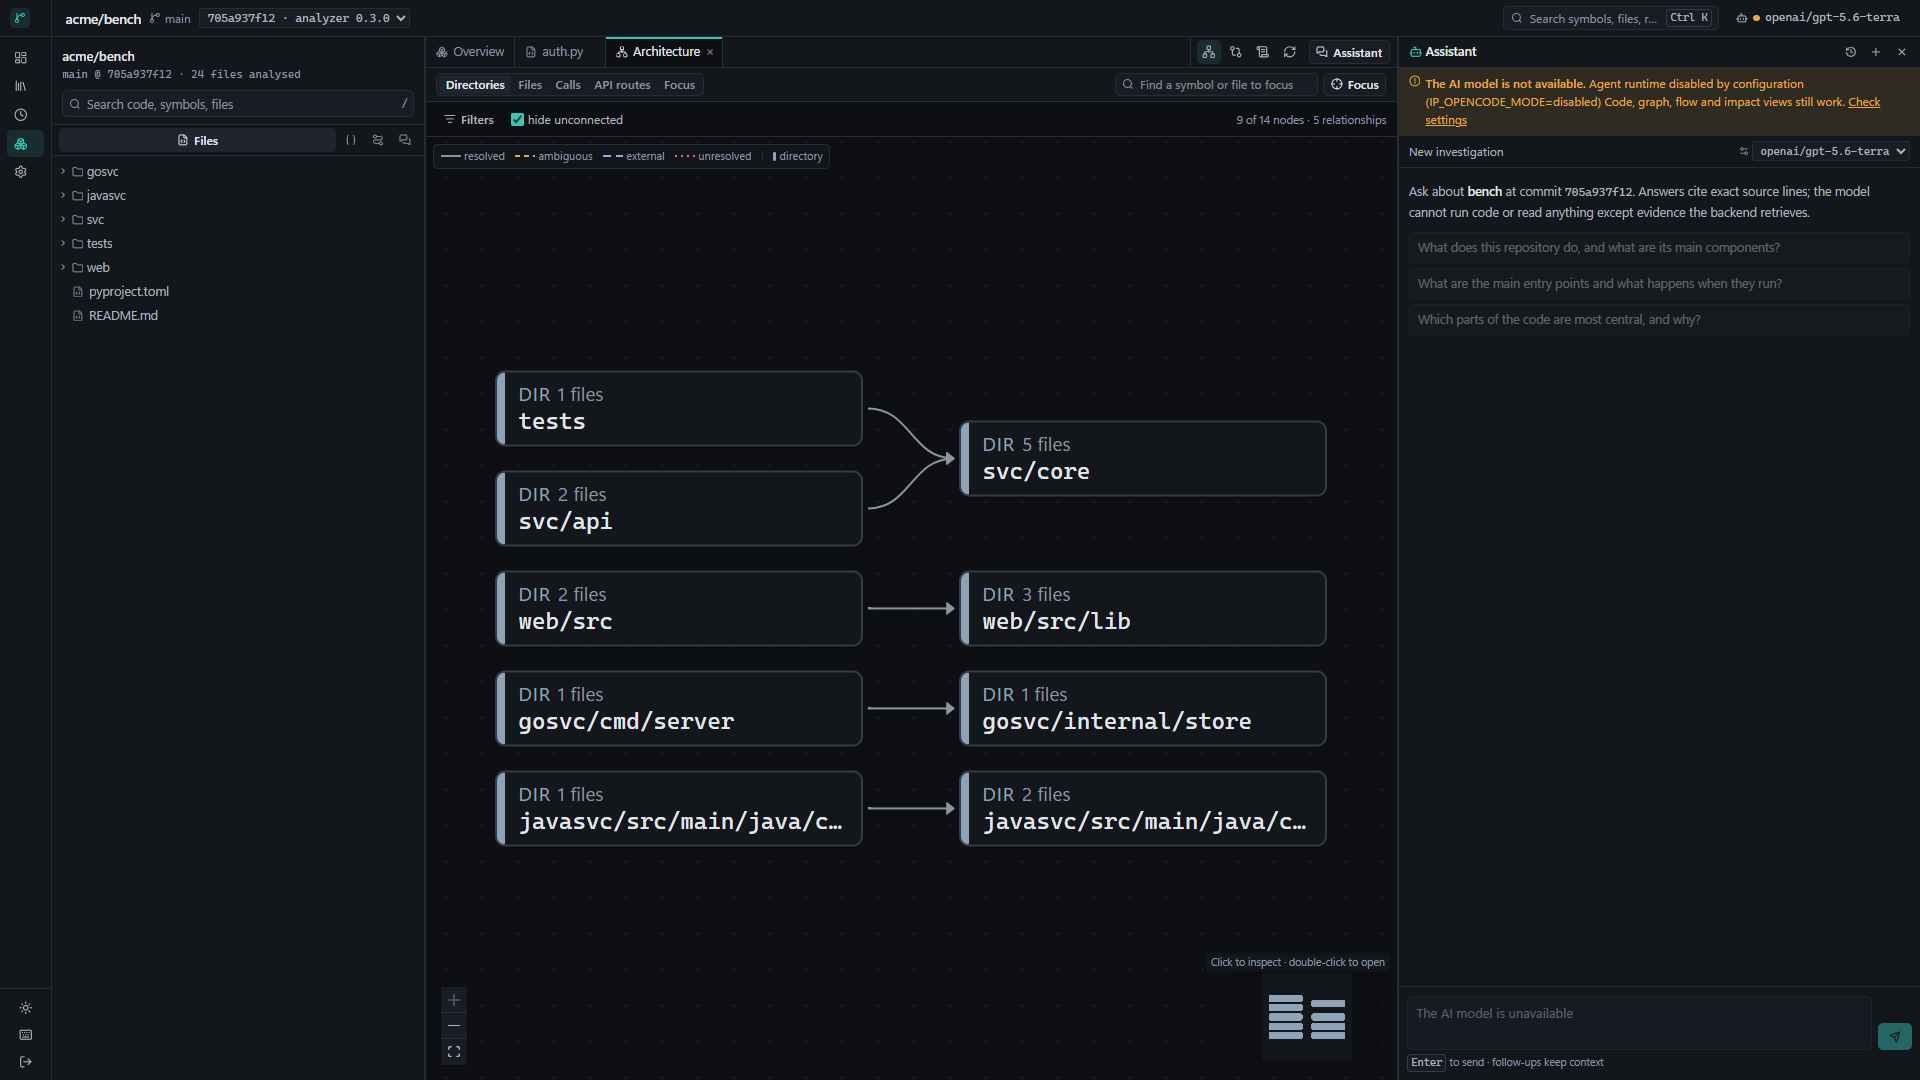 acme/bench
main
705a937f12 · analyzer 0.3.0
Search symbols, files, r...
Ctrl K
openai/gpt-5.6-terra
acme/bench
main @ 705a937f12 · 24 files analysed
Search code, symbols, files
/
Files
gosvc
javasvc
svc
tests
web
pyproject.toml
README.md
Overview
auth.py
Architecture
Assistant
Directories
Files
Calls
API routes
Focus
Find a symbol or file to focus
Focus
Filters
hide unconnected
9 of 14 nodes · 5 relationships
resolved
ambiguous
external
unresolved
directory
DIR 1 files
tests
DIR 5 files
svc/core
DIR 2 files
svc/api
DIR 2 files
web/src
DIR 3 files
web/src/lib
DIR 1 files
gosvc/cmd/server
DIR 1 files
gosvc/internal/store
DIR 1 files
javasvc/src/main/java/c…
DIR 2 files
javasvc/src/main/java/c…
Click to inspect · double-click to open
Assistant
The AI model is not available. Agent runtime disabled by configuration
(IP_OPENCODE_MODE=disabled) Code, graph, flow and impact views still work. Check
settings
New investigation
openai/gpt-5.6-terra
Ask about bench at commit 705a937f12. Answers cite exact source lines; the model
cannot run code or read anything except evidence the backend retrieves.
What does this repository do, and what are its main components?
What are the main entry points and what happens when they run?
Which parts of the code are most central, and why?
The AI model is unavailable
Enter to send · follow-ups keep context